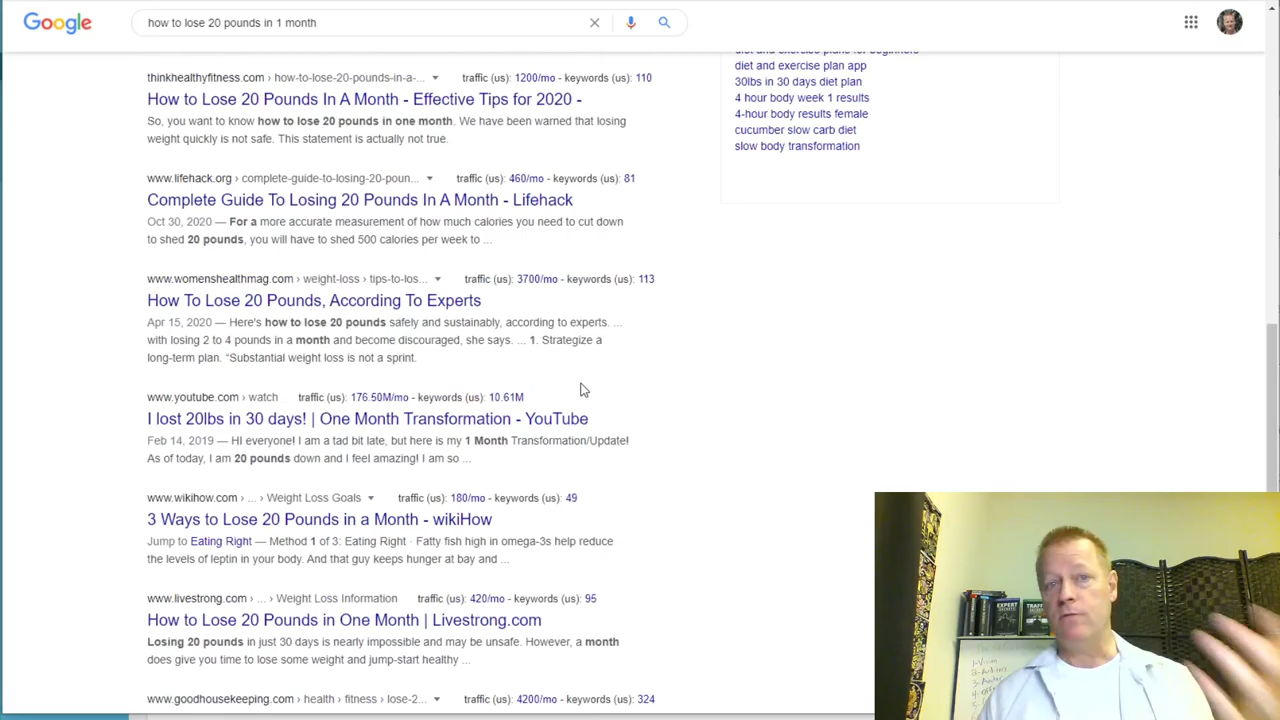 Google
how to lose 20 pounds in 1 month
diet and exercise plans for beginners
thinkhealthyfitness.com › how-to-lose-20-pounds-in-a-... traffic (us): 1200/mo - keywords (us): 110
diet and exercise plan app
30lbs in 30 days diet plan
How to Lose 20 Pounds In A Month - Effective Tips for 2020 -
4 hour body week 1 results
So, you want to know how to lose 20 pounds in one month. We have been warned that losing
4-hour body results female
weight quickly is not safe. This statement is actually not true.
cucumber slow carb diet
slow body transformation
www.lifehack.org › complete-guide-to-losing-20-poun... traffic (us): 460/mo - keywords (us): 81
Complete Guide To Losing 20 Pounds In A Month - Lifehack
Oct 30, 2020 — For a more accurate measurement of how much calories you need to cut down
to shed 20 pounds, you will have to shed 500 calories per week to ...
www.womenshealthmag.com › weight-loss › tips-to-los... traffic (us): 3700/mo - keywords (us): 113
How To Lose 20 Pounds, According To Experts
Apr 15, 2020 — Here's how to lose 20 pounds safely and sustainably, according to experts. ...
with losing 2 to 4 pounds in a month and become discouraged, she says. ... 1. Strategize a
long-term plan. “Substantial weight loss is not a sprint.
www.youtube.com › watch traffic (us): 176.50M/mo - keywords (us): 10.61M
I lost 20lbs in 30 days! | One Month Transformation - YouTube
Feb 14, 2019 — HI everyone! I am a tad bit late, but here is my 1 Month Transformation/Update!
As of today, I am 20 pounds down and I feel amazing! I am so ...
www.wikihow.com › ... › Weight Loss Goals traffic (us): 180/mo - keywords (us): 49
3 Ways to Lose 20 Pounds in a Month - wikiHow
Jump to Eating Right — Method 1 of 3: Eating Right · Fatty fish high in omega-3s help reduce
the levels of leptin in your body. And that guy keeps hunger at bay and ...
www.livestrong.com › ... › Weight Loss Information traffic (us): 420/mo - keywords (us): 95
How to Lose 20 Pounds in One Month | Livestrong.com
Losing 20 pounds in just 30 days is nearly impossible and may be unsafe. However, a month
does give you time to lose some weight and jump-start healthy ...
www.goodhousekeeping.com › health › fitness › lose-2... traffic (us): 4200/mo - keywords (us): 324
EXPERT
SECRETS
TRAFFIC
SECRETS